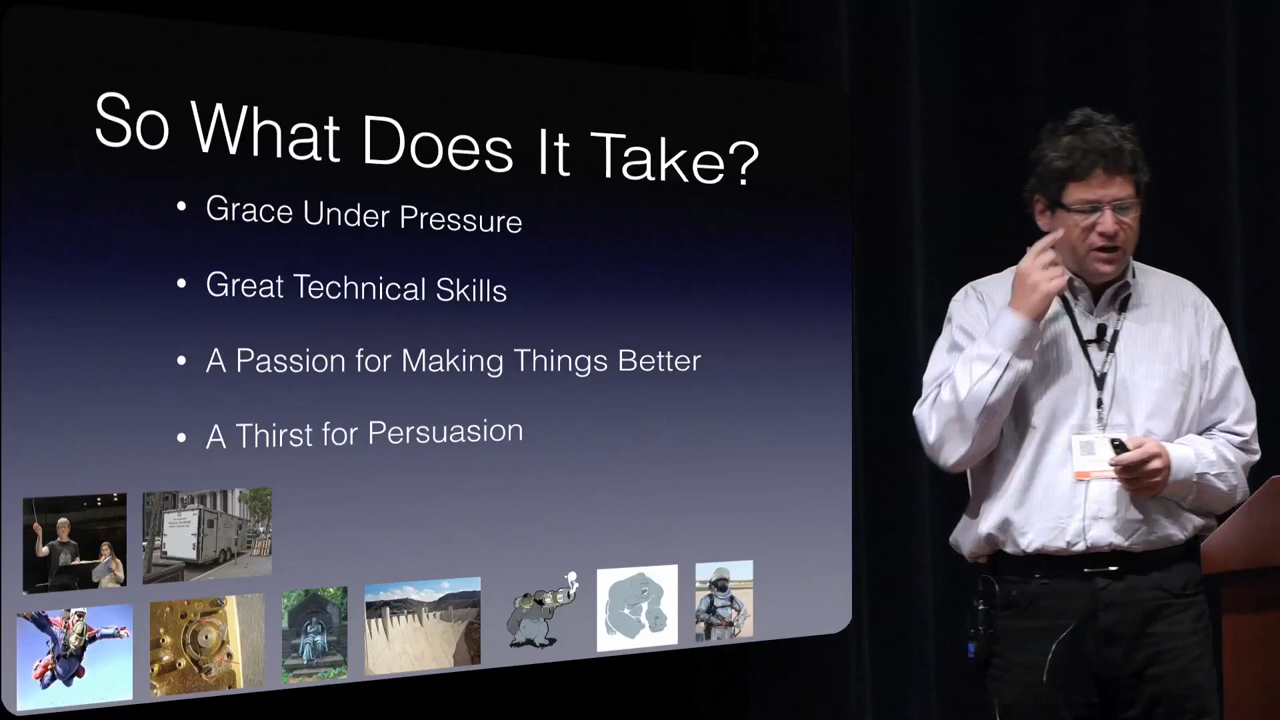 So What Does It Take?
• Grace Under Pressure
• Great Technical Skills
• A Passion for Making Things Better
• A Thirst for Persuasion